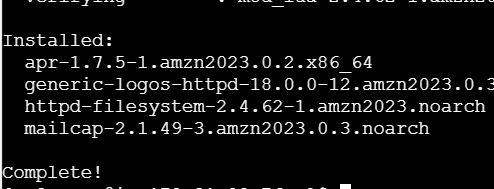 Installed:
apr-1.7.5-1.amzn2023.0.2.x86_64
generic-logos-httpd-18.0.0-12.amzn2023.0.3
httpd-filesystem-2.4.62-1.amzn2023.noarch
mailcap-2.1.49-3.amzn2023.0.3.noarch
Complete!